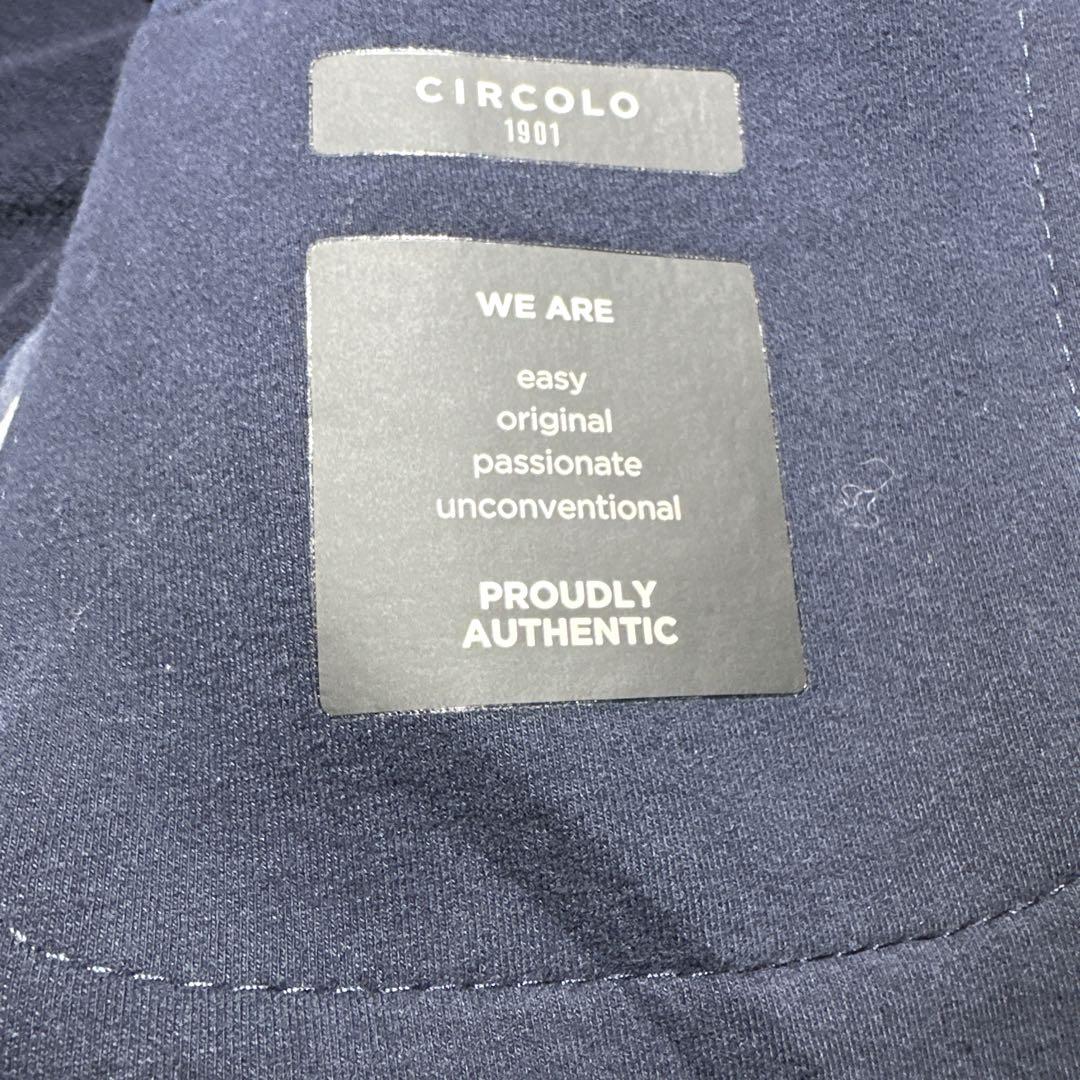 CIRCOLO
1901
WE ARE
easy
original
passionate
unconventional
PROUDLY
AUTHENTIC